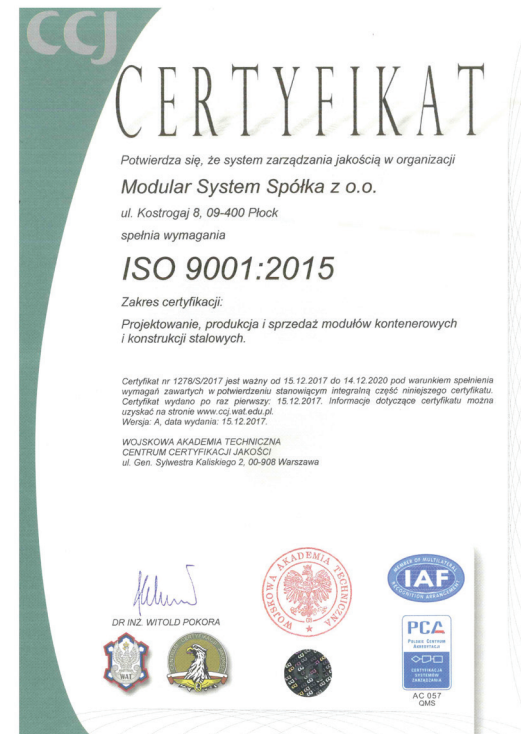 CCJ
CERTYFIKAT
Potwierdza się, że system zarządzania jakością w organizacji
Modular System Spółka z o.o.
ul. Kostrogaj 8, 09-400 Płock
spełnia wymagania
ISO 9001:2015
Zakres certyfikacji:
Projektowanie, produkcja i sprzedaż modułów kontenerowych
i konstrukcji stalowych.
Certyfikat nr 1278/S/2017 jest ważny od 15.12.2017 do 14.12.2020 pod warunkiem spełnienia
wymagań zawartych w potwierdzeniu stanowiącym integralną część niniejszego certyfikatu.
Certyfikat wydano po raz pierwszy: 15.12.2017. Informacje dotyczące certyfikatu można
uzyskać na stronie www.ccj.wat.edu.pl.
Wersja: A, data wydania: 15.12.2017.
WOJSKOWA AKADEMIA TECHNICZNA
CENTRUM CERTYFIKACJI JAKOŚCI
ul. Gen. Sylwestra Kaliskiego 2, 00-908 Warszawa
DR INŻ. WITOLD POKORA
WAT
WOJSKOWA AKADEMIA TECHNICZNA
MEMBER OF MULTILATERAL
IAF
RECOGNITION ARRANGEMENT
PCA
POLSKIE CENTRUM
AKREDYTACJI
CERTYFIKACJA
SYSTEMÓW
ZARZĄDZANIA
AC 057
QMS